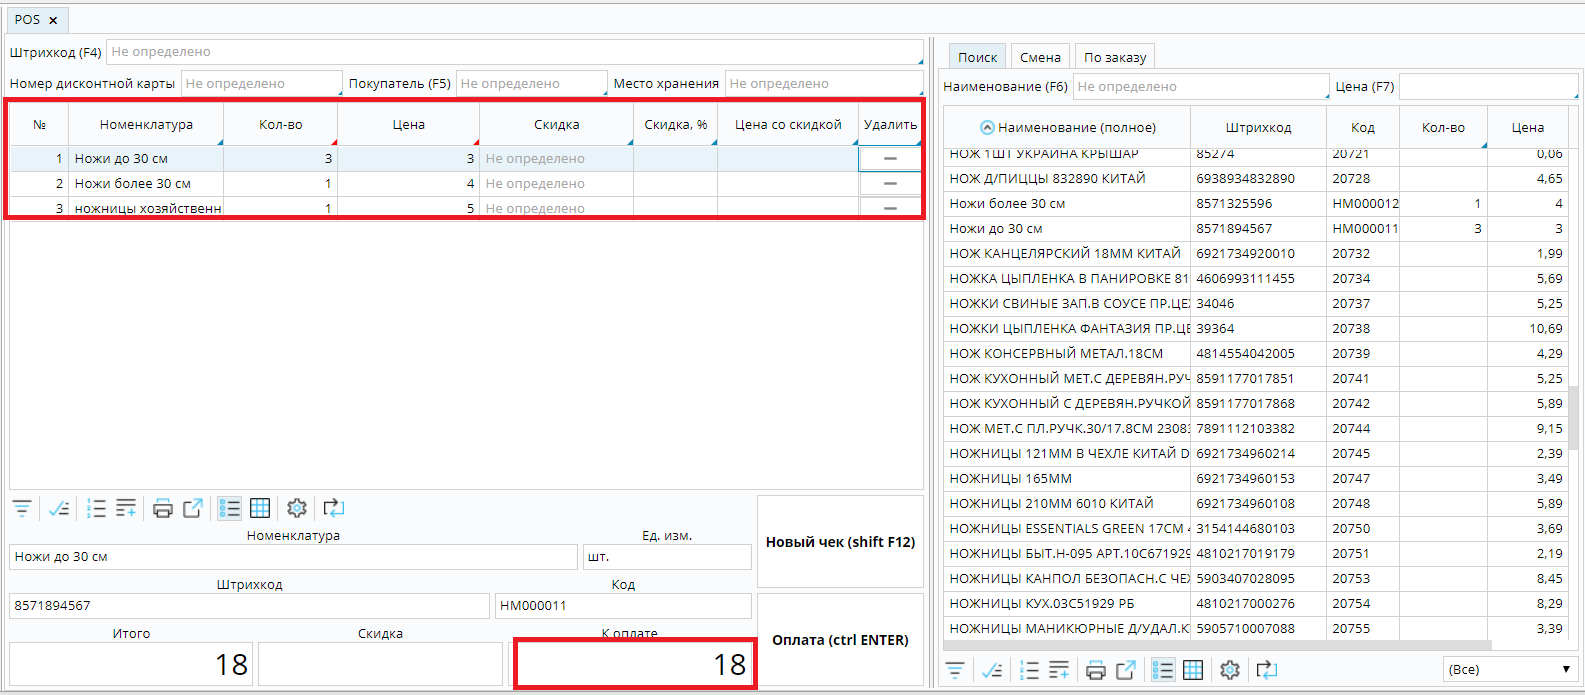 POS ×
Штрихкод (F4) Не определено
Номер дисконтной карты Не определено Покупатель (F5) Не определено Место хранения Не определено
№ Номенклатура Кол-во Цена Скидка Скидка, % Цена со скидкой Удалить
1 Ножи до 30 см 3 3 Не определено
2 Ножи более 30 см 1 4 Не определено
3 ножницы хозяйственн 1 5 Не определено
Номенклатура Ед. изм.
Ножи до 30 см шт.
Штрихкод Код
8571894567 НМ000011
Итого Скидка К оплате
18 18
Новый чек (shift F12)
Оплата (ctrl ENTER)
Поиск Смена По заказу
Наименование (F6) Не определено Цена (F7)
Наименование (полное) Штрихкод Код Кол-во Цена
НОЖ 1ШТ УКРАИНА КРЫШАР 85274 20721 0,06
НОЖ Д/ПИЦЦЫ 832890 КИТАЙ 6938934832890 20728 4,65
Ножи более 30 см 8571325596 НМ000012 1 4
Ножи до 30 см 8571894567 НМ000011 3 3
НОЖ КАНЦЕЛЯРСКИЙ 18ММ КИТАЙ 6921734920010 20732 1,99
НОЖКА ЦЫПЛЕНКА В ПАНИРОВКЕ 81 4606993111455 20734 5,69
НОЖКИ СВИНЫЕ ЗАП.В СОУСЕ ПР.ЦЕ 34046 20737 5,25
НОЖКИ ЦЫПЛЕНКА ФАНТАЗИЯ ПР.ЦЕ 39364 20738 10,69
НОЖ КОНСЕРВНЫЙ МЕТАЛ.18СМ 4814554042005 20739 4,29
НОЖ КУХОННЫЙ МЕТ.С ДЕРЕВЯН.РУЧ 8591177017851 20741 5,25
НОЖ КУХОННЫЙ С ДЕРЕВЯН.РУЧКОЙ 8591177017868 20742 5,89
НОЖ МЕТ.С ПЛ.РУЧК.30/17.8СМ 2308 7891112103382 20744 9,15
НОЖНИЦЫ 121ММ В ЧЕХЛЕ КИТАЙ D 6921734960214 20745 2,39
НОЖНИЦЫ 165ММ 6921734960153 20747 3,49
НОЖНИЦЫ 210ММ 6010 КИТАЙ 6921734960108 20748 5,89
НОЖНИЦЫ ESSENTIALS GREEN 17СМ 4 3154144680103 20750 3,69
НОЖНИЦЫ БЫТ.Н-095 АРТ.10С671929 4810217019179 20751 2,19
НОЖНИЦЫ КАНПОЛ БЕЗОПАСН.С ЧЕ 5903407028095 20753 8,45
НОЖНИЦЫ КУХ.03С51929 РБ 4810217000276 20754 8,29
НОЖНИЦЫ МАНИКЮРНЫЕ Д/УДАЛ.К 5905710007088 20755 3,39
(Все)